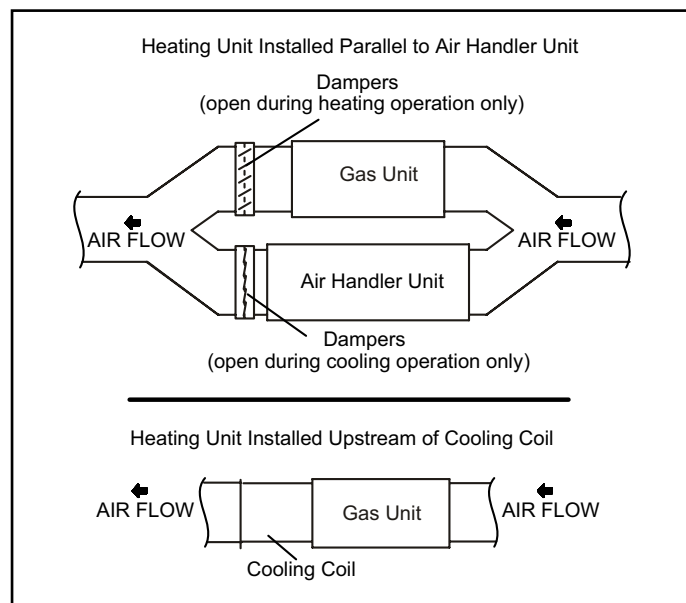 Heating Unit Installed Parallel to Air Handler Unit
Dampers
(open during heating operation only)
Gas Unit
AIR FLOW
AIR FLOW
Air Handler Unit
Dampers
(open during cooling operation only)
Heating Unit Installed Upstream of Cooling Coil
AIR FLOW
Gas Unit
AIR FLOW
Cooling Coil